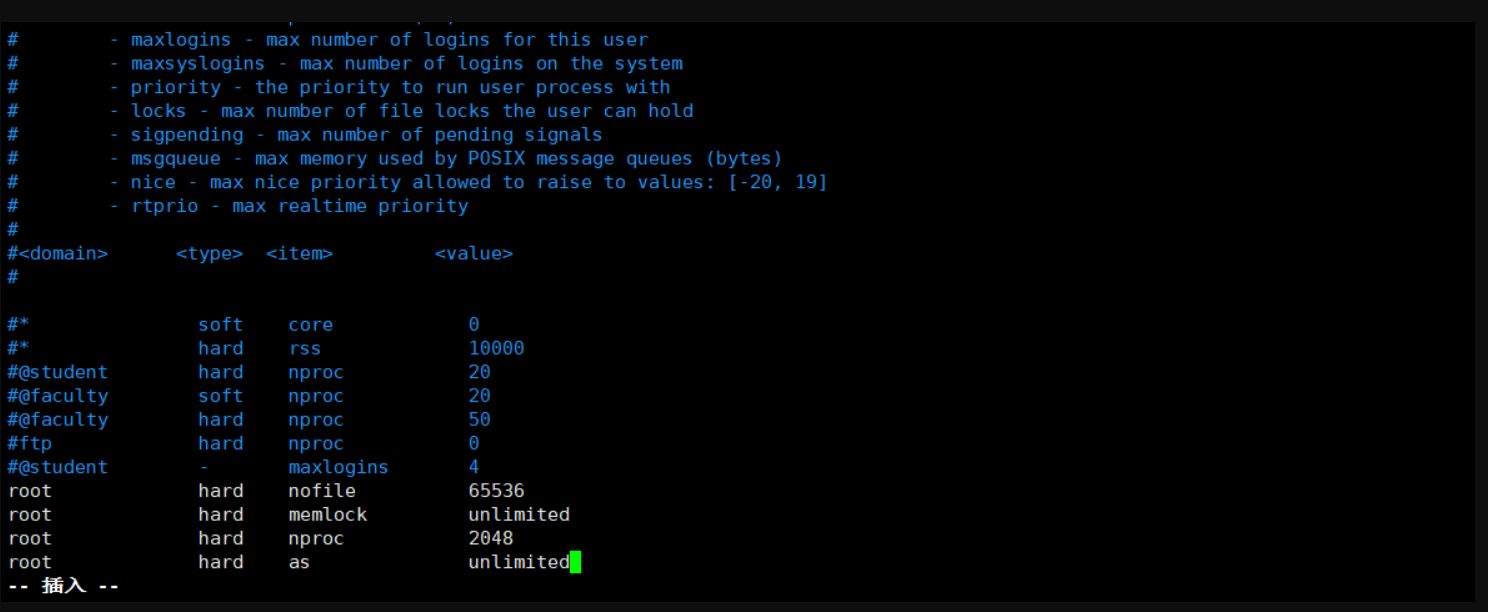 #        - maxlogins - max number of logins for this user
#        - maxsyslogins - max number of logins on the system
#        - priority - the priority to run user process with
#        - locks - max number of file locks the user can hold
#        - sigpending - max number of pending signals
#        - msgqueue - max memory used by POSIX message queues (bytes)
#        - nice - max nice priority allowed to raise to values: [-20, 19]
#        - rtprio - max realtime priority
#
#<domain>      <type>  <item>         <value>
#
#*               soft    core            0
#*               hard    rss             10000
#@student        hard    nproc           20
#@faculty        soft    nproc           20
#@faculty        hard    nproc           50
#ftp             hard    nproc           0
#@student        -       maxlogins       4
root             hard    nofile          65536
root             hard    memlock         unlimited
root             hard    nproc           2048
root             hard    as              unlimited
-- 插入 --